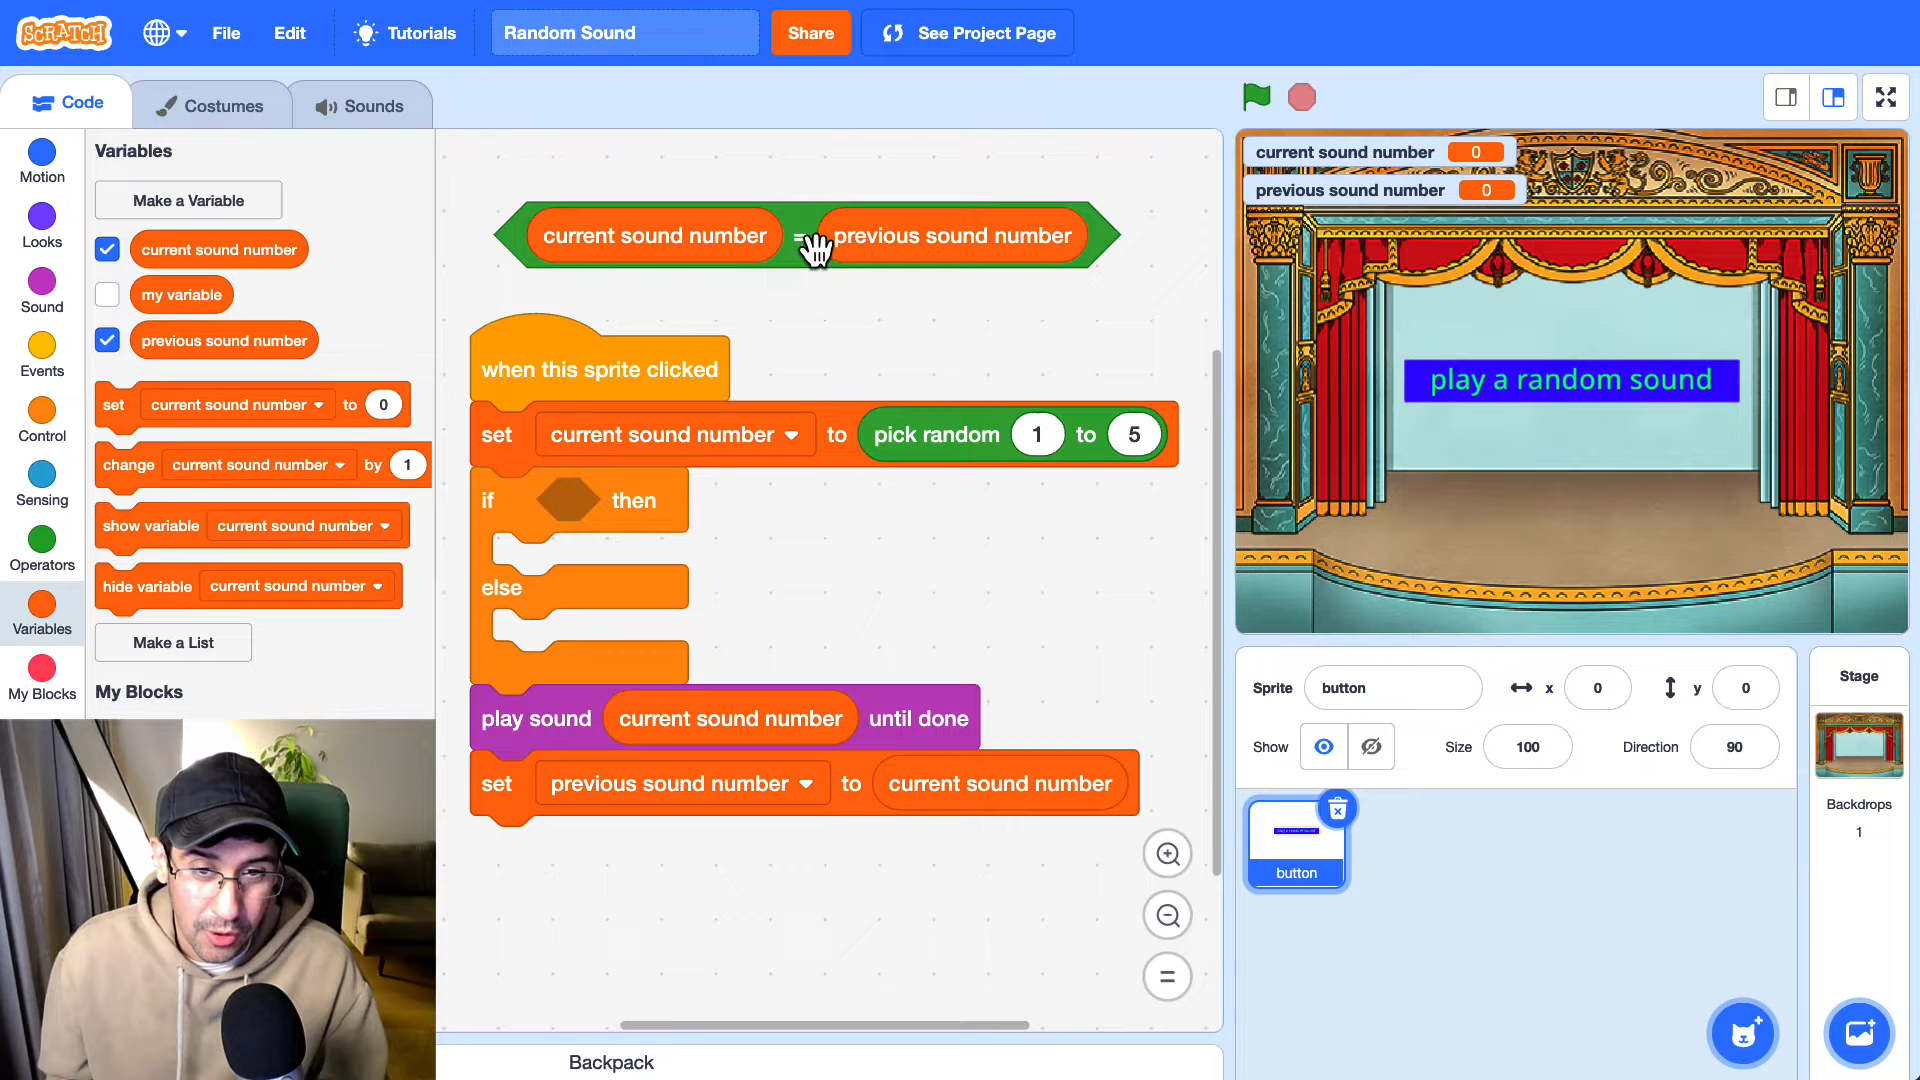 SCRATCH
File
Edit
Tutorials
Random Sound
Share
See Project Page
Code
Costumes
Sounds
Motion
Looks
Sound
Events
Control
Sensing
Operators
Variables
My Blocks
Variables
Make a Variable
current sound number
my variable
previous sound number
set current sound number to 0
change current sound number by 1
show variable current sound number
hide variable current sound number
Make a List
My Blocks
current sound number = previous sound number
when this sprite clicked
set current sound number to pick random 1 to 5
if then
else
play sound current sound number until done
set previous sound number to current sound number
Backpack
current sound number 0
previous sound number 0
play a random sound
Sprite button x 0 y 0
Show Size 100 Direction 90
button
Stage
Backdrops
1